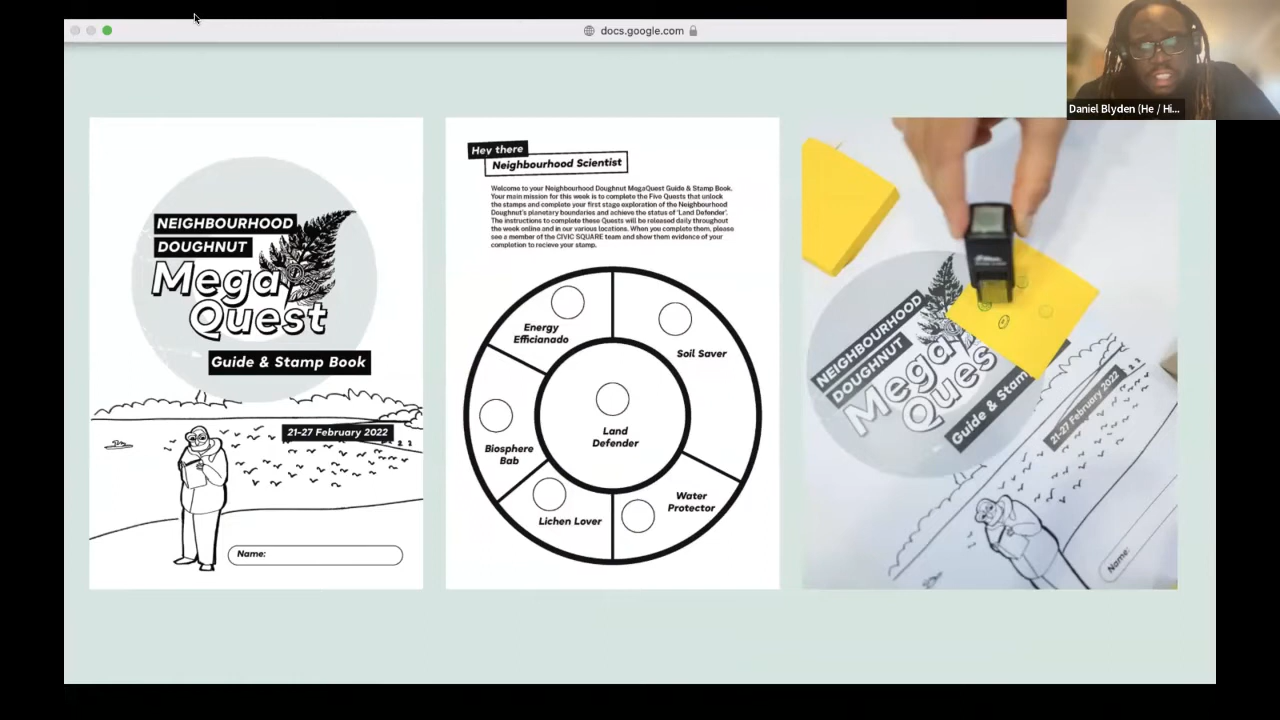 docs.google.com
Daniel Blyden (He / Hi...
NEIGHBOURHOOD
DOUGHNUT
Mega
Quest
Guide & Stamp Book
21-27 February 2022
Name:
Hey there
Neighbourhood Scientist
Welcome to your Neighbourhood Doughnut MegaQuest Guide & Stamp Book.
Your main mission for this week is to complete the Five Quests that unlock
the stamps and complete your first stage exploration of the Neighbourhood
Doughnut's planetary boundaries and achieve the status of 'Land Defender'.
The instructions to complete these Quests will be released daily throughout
the week online and in our various locations. When you complete them, please
see a member of the CIVIC SQUARE team and show them evidence of your
completion to recieve your stamp.
Energy
Efficianado
Soil Saver
Land
Defender
Biosphere
Bab
Water
Protector
Lichen Lover
NEIGHBOURHOOD
DOUGHNUT
Mega
Ques
Guide & Stam
21-27 February 2022
Name: